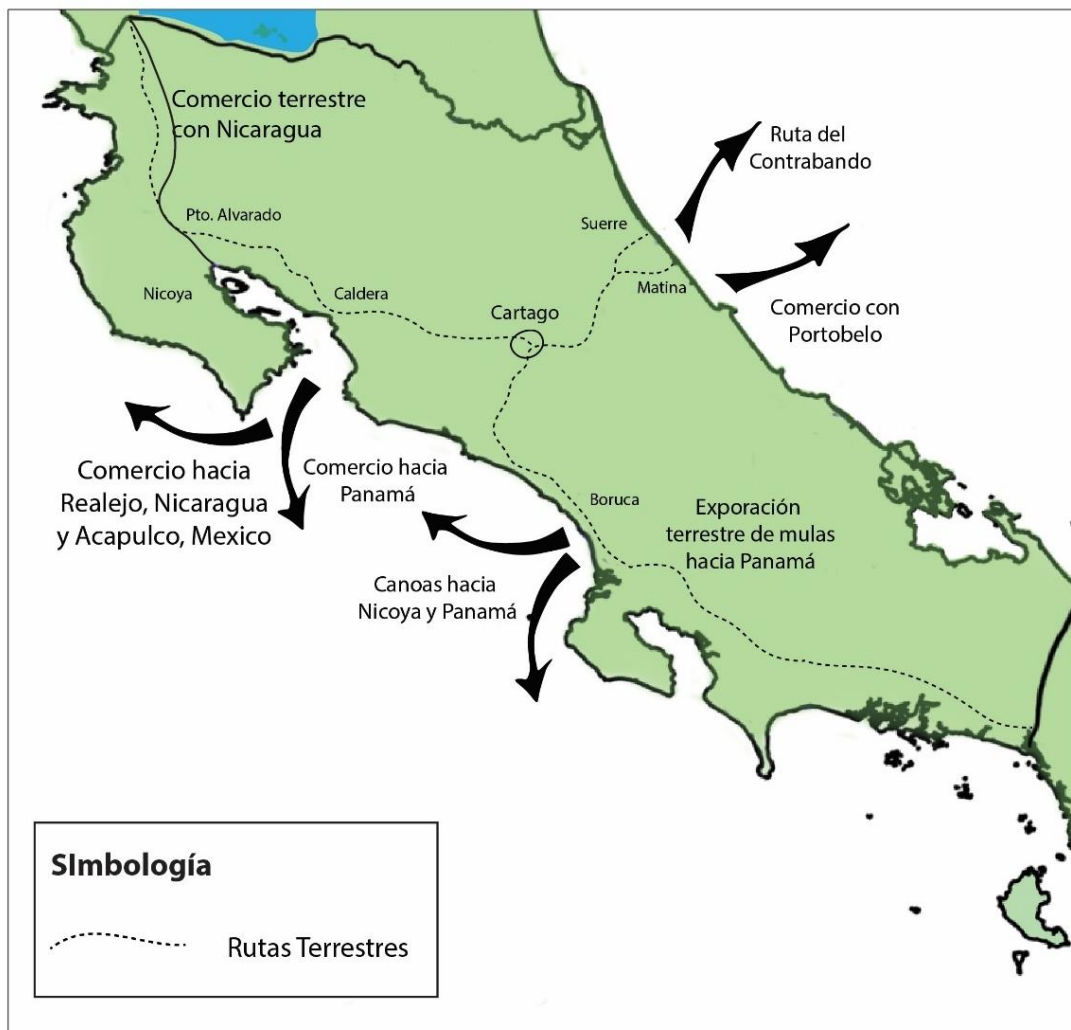 Comercio terrestre
con Nicaragua
Ruta del
Contrabando
Pto. Alvarado
Suerre
Nicoya
Caldera
Matina
Cartago
Comercio con
Portobelo
Comercio hacia
Realejo, Nicaragua
y Acapulco, Mexico
Comercio hacia
Panamá
Boruca
Exporación
terrestre de mulas
hacia Panamá
Canoas hacia
Nicoya y Panamá
SImbología
Rutas Terrestres